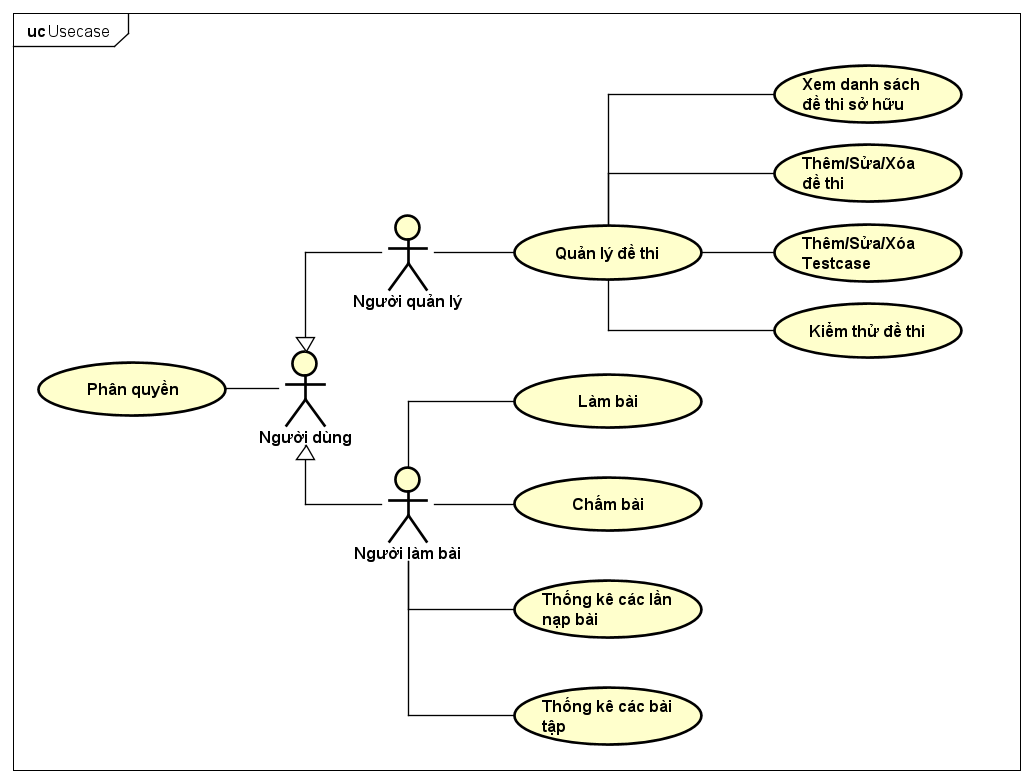 uc Usecase
Xem danh sách
đề thi sở hữu
Thêm/Sửa/Xóa
đề thi
Người quản lý
Quản lý đề thi
Thêm/Sửa/Xóa
Testcase
Kiểm thử đề thi
Phân quyền
Người dùng
Làm bài
Người làm bài
Chấm bài
Thống kê các lần
nạp bài
Thống kê các bài
tập